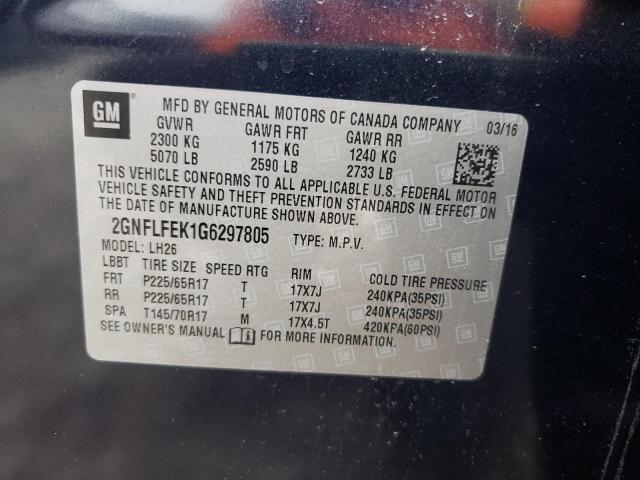 GM
MFD BY GENERAL MOTORS OF CANADA COMPANY 03/16
GVWR GAWR FRT GAWR RR
2300 KG 1175 KG 1240 KG
5070 LB 2590 LB 2733 LB
THIS VEHICLE CONFORMS TO ALL APPLICABLE U.S. FEDERAL MOTOR
VEHICLE SAFETY AND THEFT PREVENTION STANDARDS IN EFFECT ON
THE DATE OF MANUFACTURE SHOWN ABOVE.
2GNFLFEK1G6297805 TYPE: M.P.V.
MODEL: LH26
LBBT TIRE SIZE SPEED RTG RIM COLD TIRE PRESSURE
FRT P225/65R17 T 17X7J 240KPA(35PSI)
RR P225/65R17 T 17X7J 240KPA(35PSI)
SPA T145/70R17 M 17X4.5T 420KPA(60PSI)
SEE OWNER'S MANUAL FOR MORE INFORMATION.